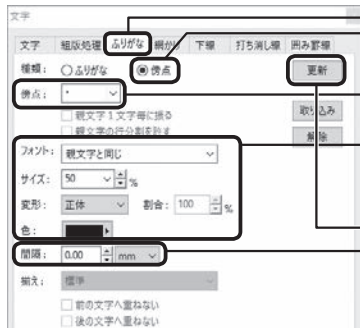 文字
文字 組版処理 ふりがな 網かけ 下線 打ち消し線 囲み罫線
種類: ふりがな 傍点 更新
傍点: 取り込み
親文字1文字毎に振る
親文字の行分割を許す 解除
フォント: 親文字と同じ
サイズ: 50 %
変形: 正体 割合: 100 %
色:
間隔: 0.00 mm
揃え: 標準
前の文字へ重ねない
後の文字へ重ねない